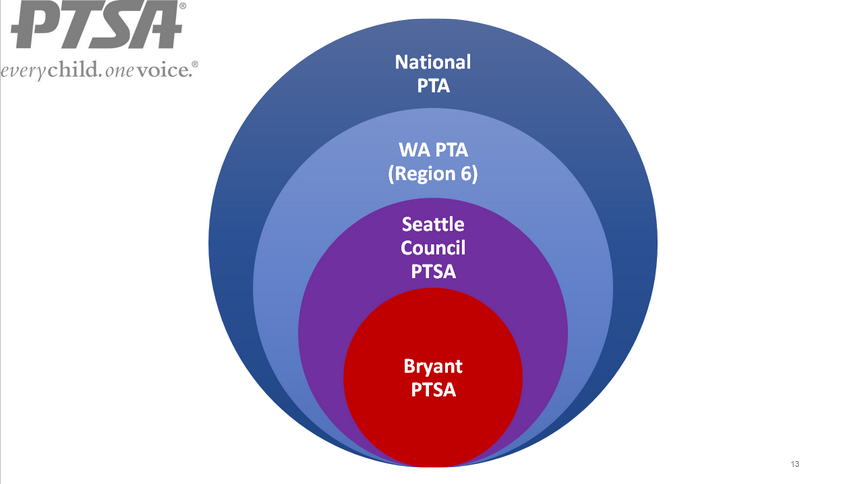 PTSA®
everychild.onevoice.®
National
PTA
WA PTA
(Region 6)
Seattle
Council
PTSA
Bryant
PTSA
13